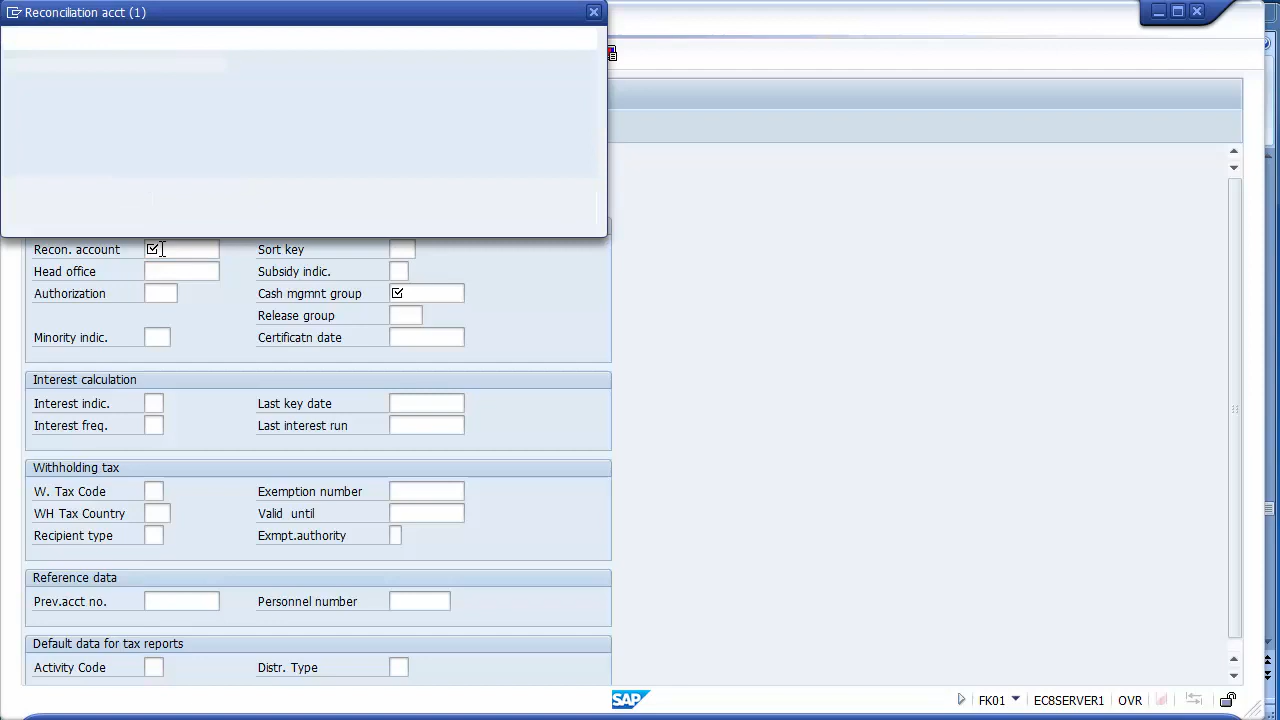 Reconciliation acct (1)
Recon. account
Sort key
Head office
Subsidy indic.
Authorization
Cash mgmnt group
Release group
Minority indic.
Certificatn date
Interest calculation
Interest indic.
Last key date
Interest freq.
Last interest run
Withholding tax
W. Tax Code
Exemption number
WH Tax Country
Valid until
Recipient type
Exmpt.authority
Reference data
Prev.acct no.
Personnel number
Default data for tax reports
Activity Code
Distr. Type
SAP
FK01
EC8SERVER1
OVR